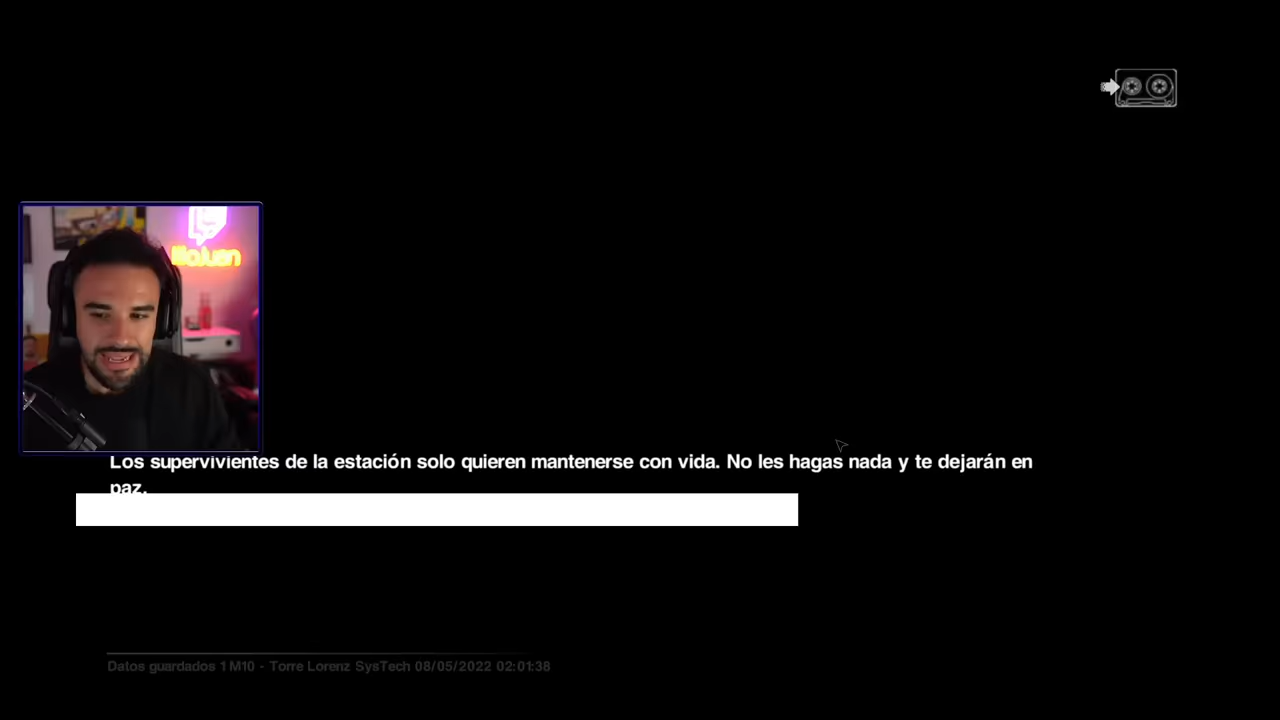 IlloJuan
Los supervivientes de la estación solo quieren mantenerse con vida. No les hagas nada y te dejarán en
paz.
Datos guardados 1 M10 - Torre Lorenz SysTech 08/05/2022 02:01:38